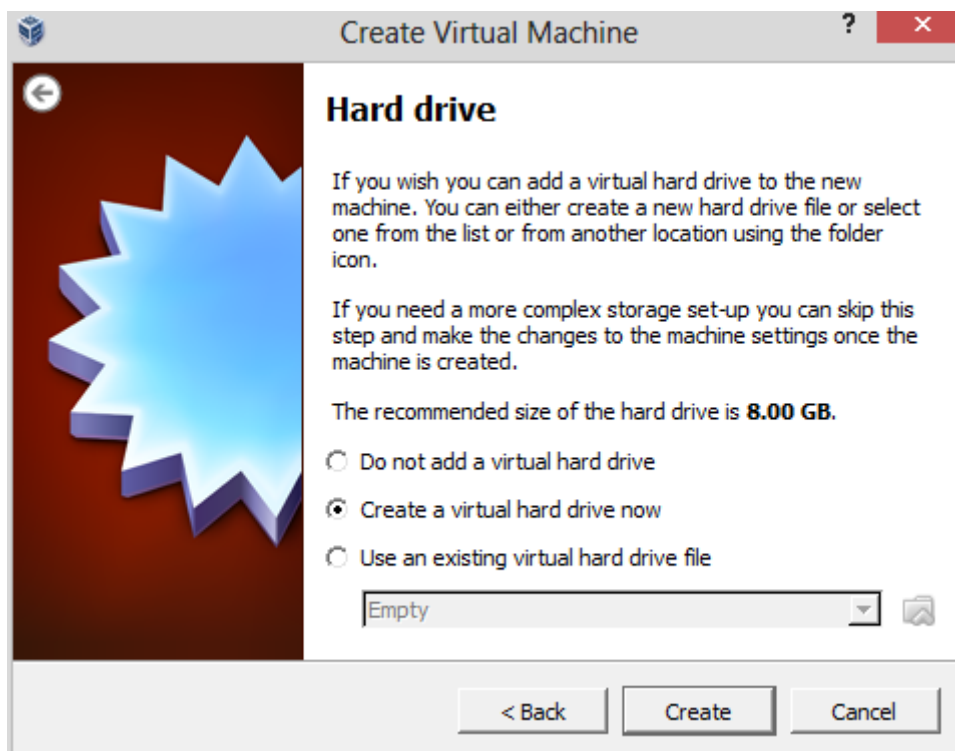 Create Virtual Machine
?
Hard drive
If you wish you can add a virtual hard drive to the new
machine. You can either create a new hard drive file or select
one from the list or from another location using the folder
icon.
If you need a more complex storage set-up you can skip this
step and make the changes to the machine settings once the
machine is created.
The recommended size of the hard drive is 8.00 GB.
Do not add a virtual hard drive
Create a virtual hard drive now
Use an existing virtual hard drive file
Empty
< Back Create Cancel